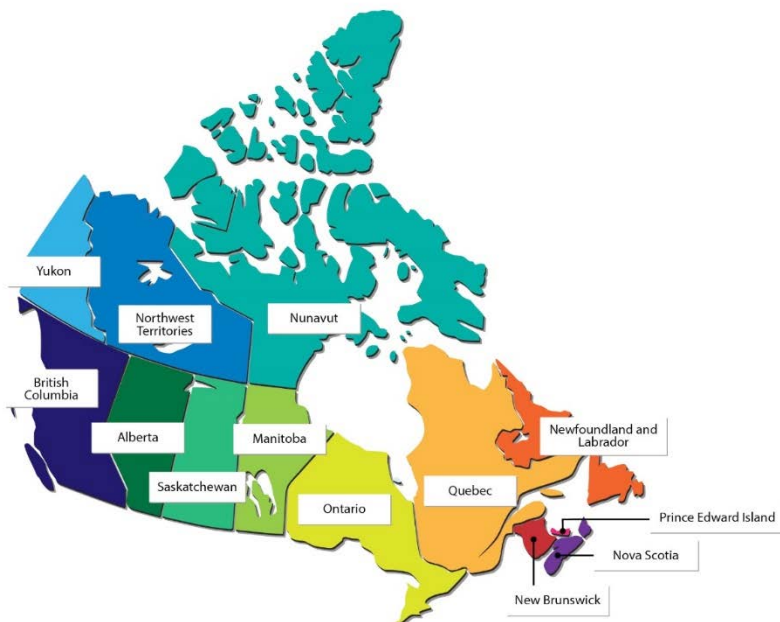 Yukon
Northwest
Territories
Nunavut
British
Columbia
Alberta
Manitoba
Newfoundland and
Labrador
Saskatchewan
Ontario
Quebec
Prince Edward Island
Nova Scotia
New Brunswick